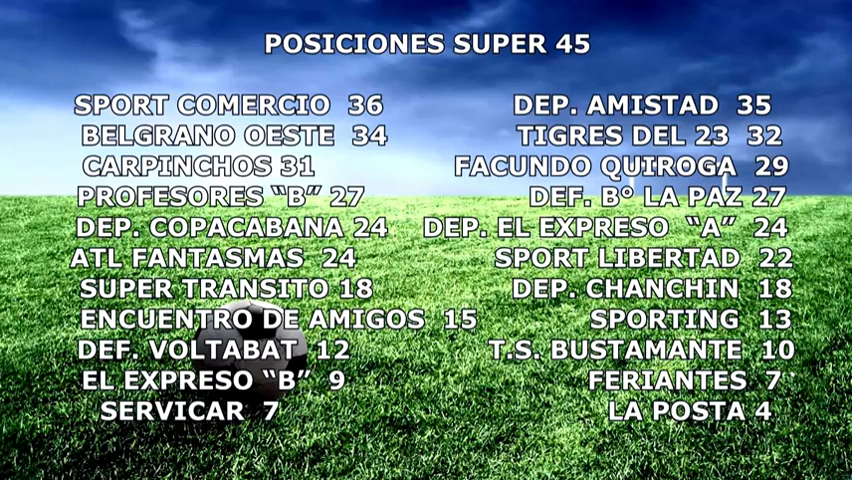 POSICIONES SUPER 45
SPORT COMERCIO 36 DEP. AMISTAD 35
BELGRANO OESTE 34 TIGRES DEL 23 32
CARPINCHOS 31 FACUNDO QUIROGA 29
PROFESORES “B” 27 DEF. Bº LA PAZ 27
DEP. COPACABANA 24 DEP. EL EXPRESO “A” 24
ATL FANTASMAS 24 SPORT LIBERTAD 22
SUPER TRANSITO 18 DEP. CHANCHIN 18
ENCUENTRO DE AMIGOS 15 SPORTING 13
DEF. VOLTABAT 12 T.S. BUSTAMANTE 10
EL EXPRESO “B” 9 FERIANTES 7
SERVICAR 7 LA POSTA 4